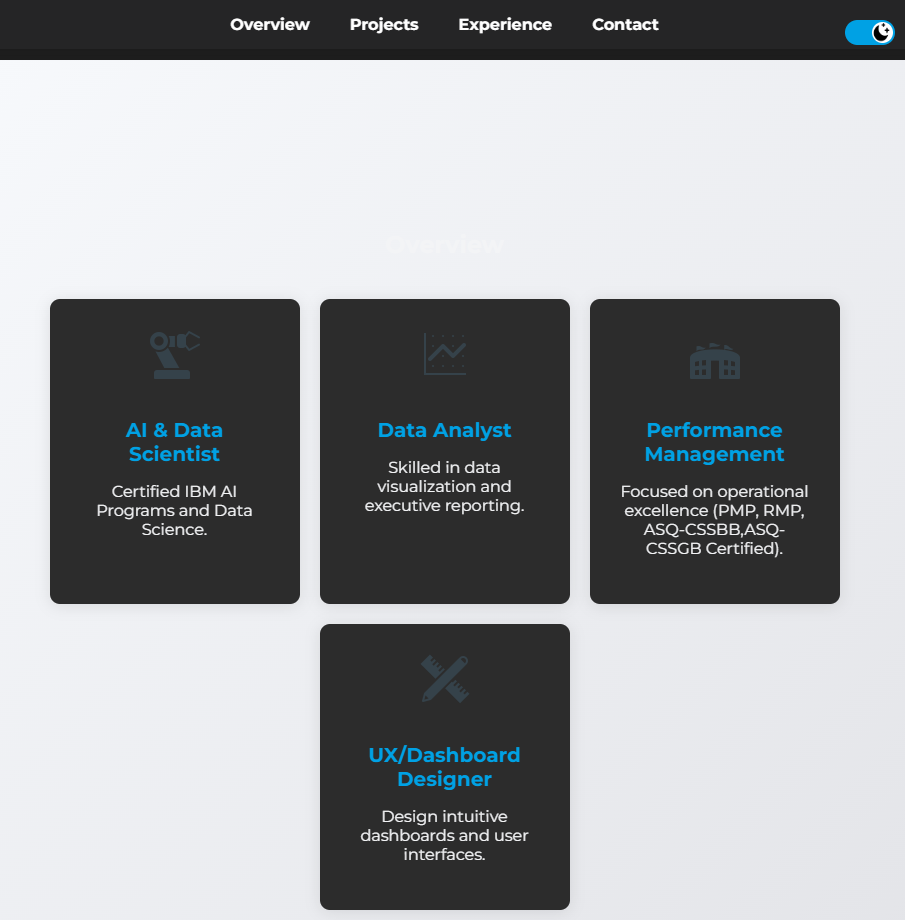 Overview Projects Experience Contact
Overview
AI & Data
Scientist
Certified IBM AI
Programs and Data
Science.
Data Analyst
Skilled in data
visualization and
executive reporting.
Performance
Management
Focused on operational
excellence (PMP, RMP,
ASQ-CSSBB,ASQ-
CSSGB Certified).
UX/Dashboard
Designer
Design intuitive
dashboards and user
interfaces.